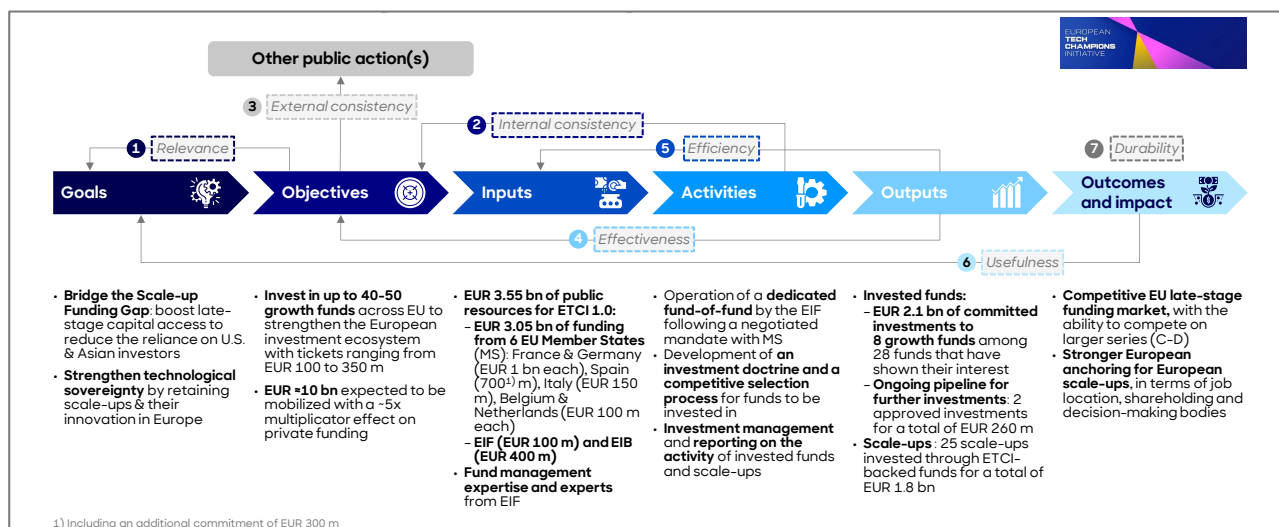 EUROPEAN
TECH
CHAMPIONS
INITIATIVE
Other public action(s)
3 External consistency
2 Internal consistency
1 Relevance
5 Efficiency
7 Durability
Goals
Objectives
Inputs
Activities
Outputs
Outcomes
and impact
4 Effectiveness
6 Usefulness
• Bridge the Scale-up
Funding Gap: boost late-
stage capital access to
reduce the reliance on U.S.
& Asian investors
• Strengthen technological
sovereignty by retaining
scale-ups & their
innovation in Europe
• Invest in up to 40-50
growth funds across EU to
strengthen the European
investment ecosystem
with tickets ranging from
EUR 100 to 350 m
• EUR ≈10 bn expected to be
mobilized with a ~5x
multiplicator effect on
private funding
• EUR 3.55 bn of public
resources for ETCI 1.0:
– EUR 3.05 bn of funding
from 6 EU Member States
(MS): France & Germany
(EUR 1 bn each), Spain
(700¹⁾ m), Italy (EUR 150
m), Belgium &
Netherlands (EUR 100 m
each)
– EIF (EUR 100 m) and EIB
(EUR 400 m)
• Fund management
expertise and experts
from EIF
• Operation of a dedicated
fund-of-fund by the EIF
following a negotiated
mandate with MS
• Development of an
investment doctrine and a
competitive selection
process for funds to be
invested in
• Investment management
and reporting on the
activity of invested funds
and scale-ups
• Invested funds:
– EUR 2.1 bn of committed
investments to
8 growth funds among
28 funds that have
shown their interest
– Ongoing pipeline for
further investments: 2
approved investments
for a total of EUR 260 m
• Scale-ups : 25 scale-ups
invested through ETCI-
backed funds for a total of
EUR 1.8 bn
• Competitive EU late-stage
funding market, with the
ability to compete on
larger series (C-D)
• Stronger European
anchoring for European
scale-ups, in terms of job
location, shareholding and
decision-making bodies
1) Including an additional commitment of EUR 300 m